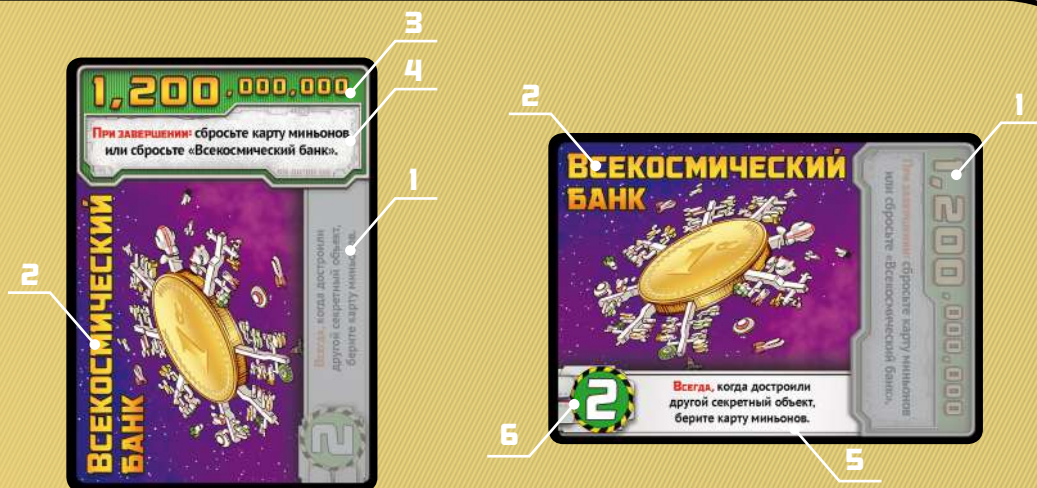 3
4
1
2
1,200.000.000
При завершении: сбросьте карту миньонов
или сбросьте «Всекосмический банк».
Всекосмический
банк
Всегда, когда достроили
другой секретный объект,
берите карту миньонов.
2
2
1
6
5
Всекосмический
банк
1,200.000.000
При завершении: сбросьте карту миньонов
или сбросьте «Всекосмический банк».
2
Всегда, когда достроили
другой секретный объект,
берите карту миньонов.